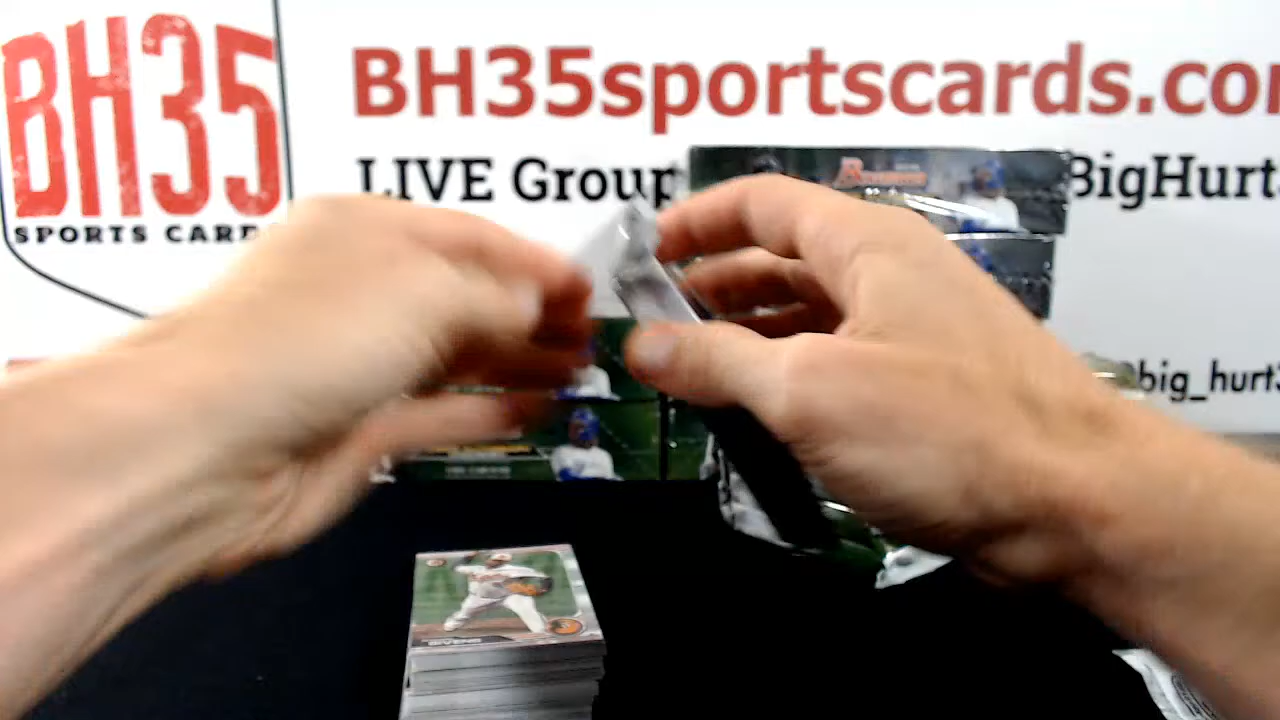 BH35
SPORTS CARD
BH35sportscards.co
LIVE Group
BigHurt
BOWMAN
big_hurt3